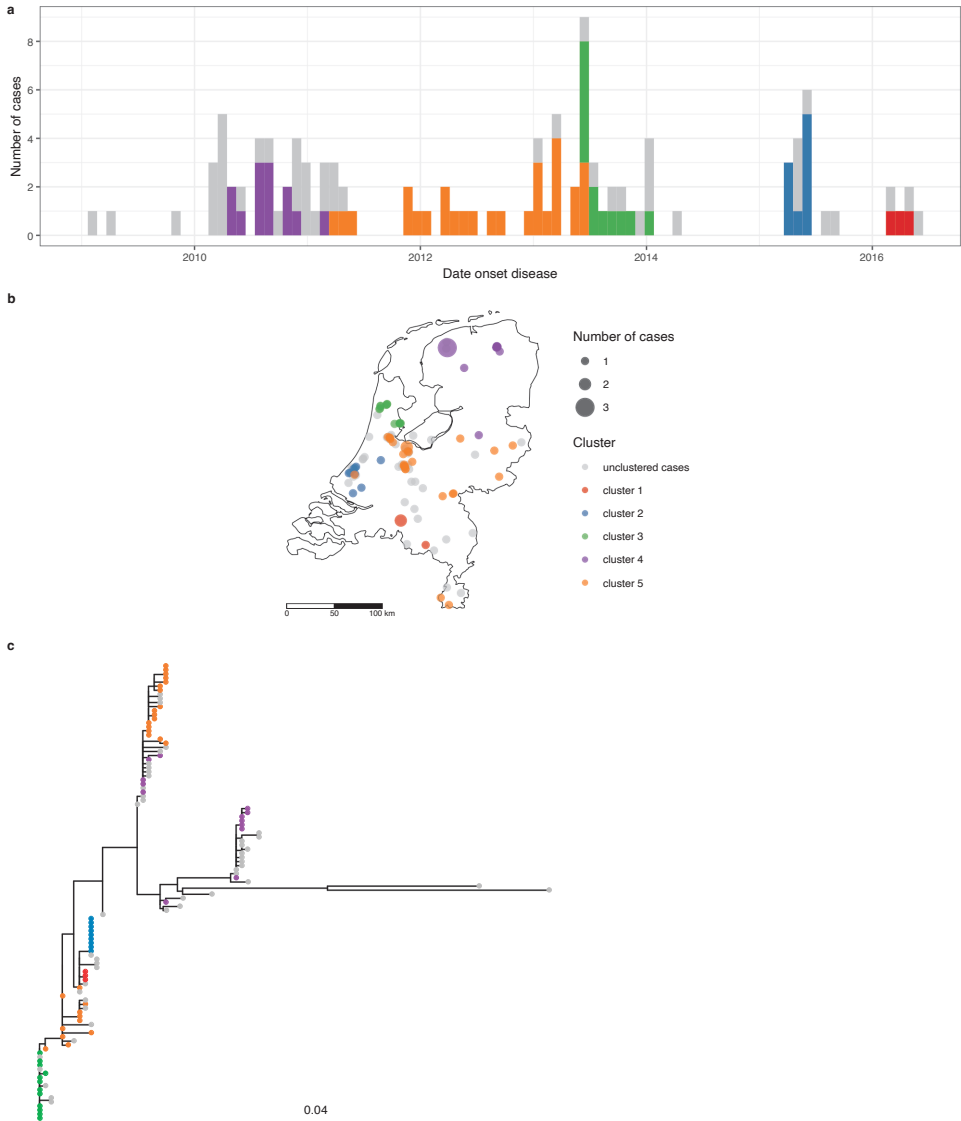 a
8
6
4
2
0
Number of cases
2010 2012 2014 2016
Date onset disease
b
Number of cases
1
2
3
Cluster
unclustered cases
cluster 1
cluster 2
cluster 3
cluster 4
cluster 5
0 50 100 km
c
0.04